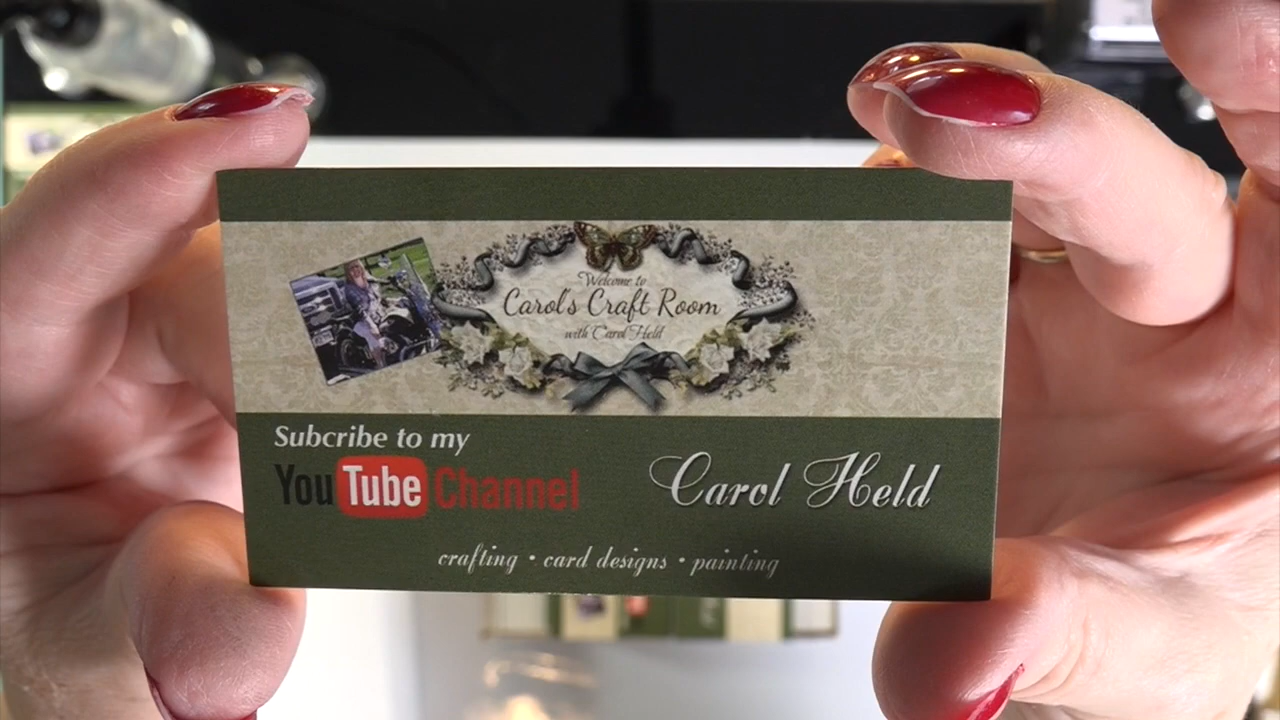 Welcome to
Carol's Craft Room
with Carol Held
Subcribe to my
YouTube Channel
Carol Held
crafting • card designs • painting